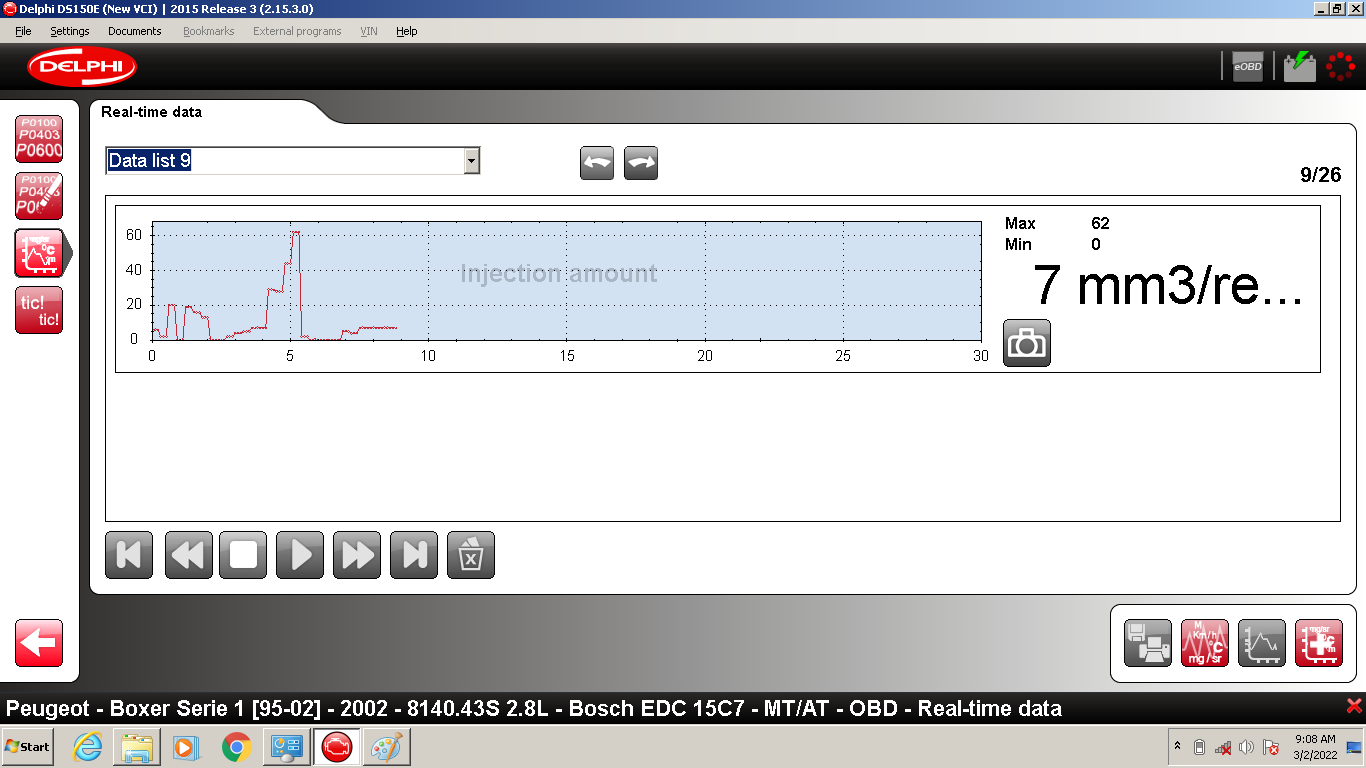 Delphi DS150E (New VCI) | 2015 Release 3 (2.15.3.0)
File Settings Documents Bookmarks External programs VIN Help
DELPHI
eOBD
Real-time data
P0100
P0403
P0600
Data list 9
9/26
P0100
Max 62
Min 0
7 mm3/re...
Injection amount
60
40
20
0
0 5 10 15 20 25 30
tic!
tic!
M
Km/h
°C
mg/sr
Peugeot - Boxer Serie 1 [95-02] - 2002 - 8140.43S 2.8L - Bosch EDC 15C7 - MT/AT - OBD - Real-time data
Start
9:08 AM
3/2/2022